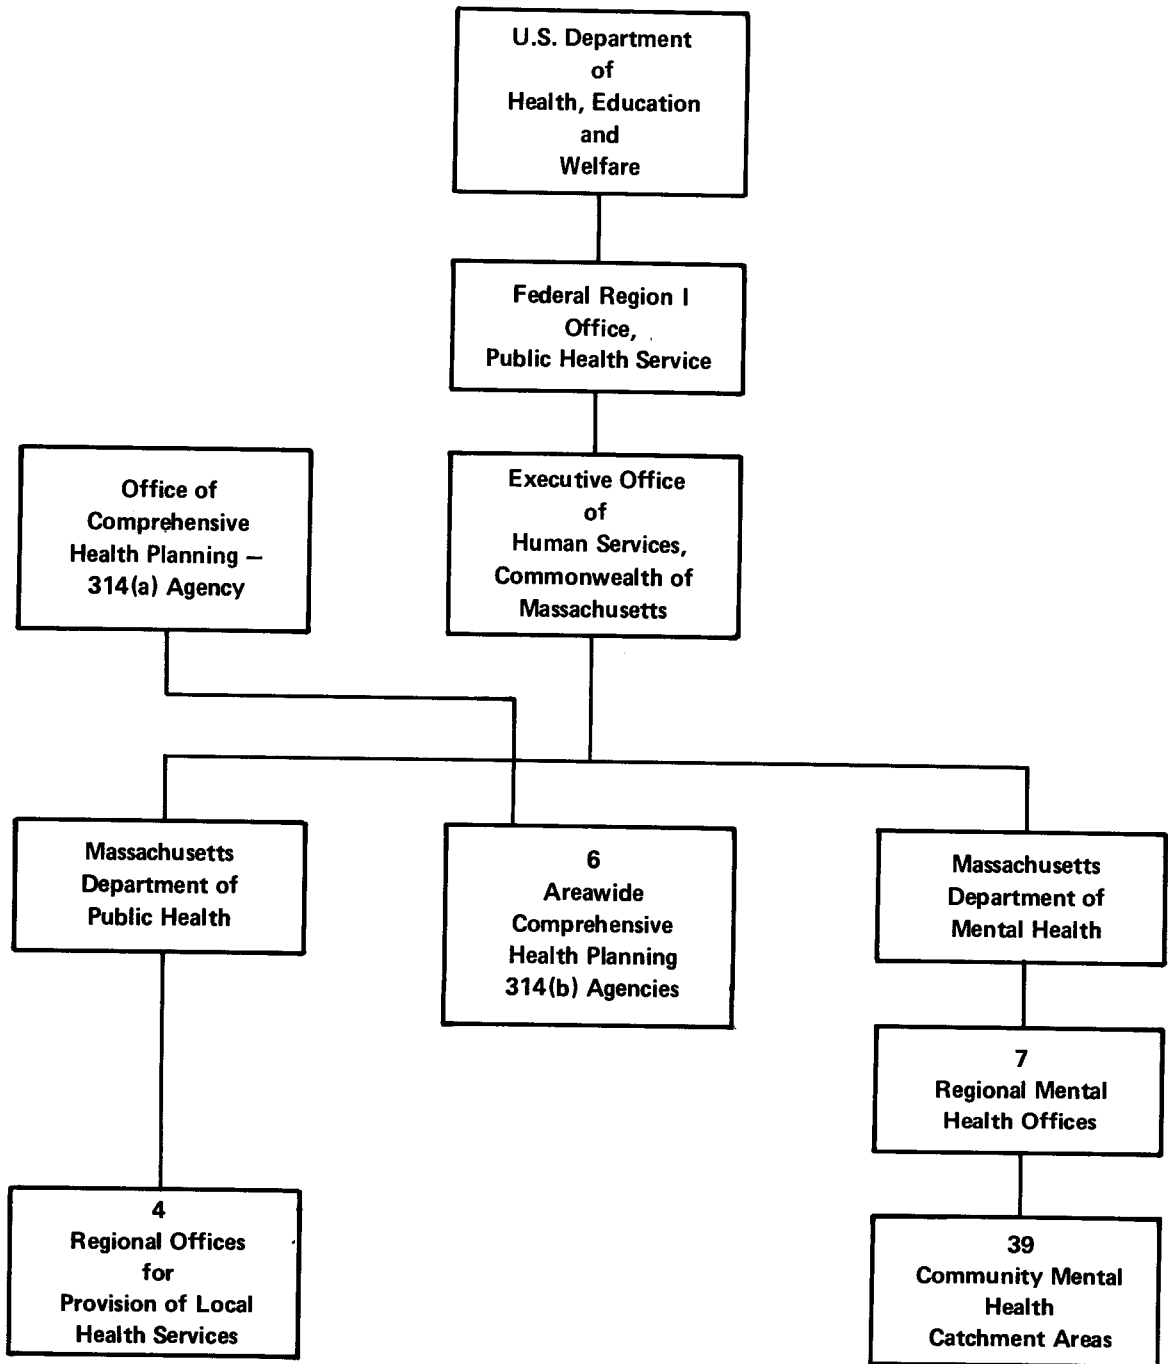 U.S. Department
of
Health, Education
and
Welfare
Federal Region I
Office,
Public Health Service
Office of
Comprehensive
Health Planning —
314(a) Agency
Executive Office
of
Human Services,
Commonwealth of
Massachusetts
Massachusetts
Department of
Public Health
6
Areawide
Comprehensive
Health Planning
314(b) Agencies
Massachusetts
Department of
Mental Health
7
Regional Mental
Health Offices
4
Regional Offices
for
Provision of Local
Health Services
39
Community Mental
Health
Catchment Areas